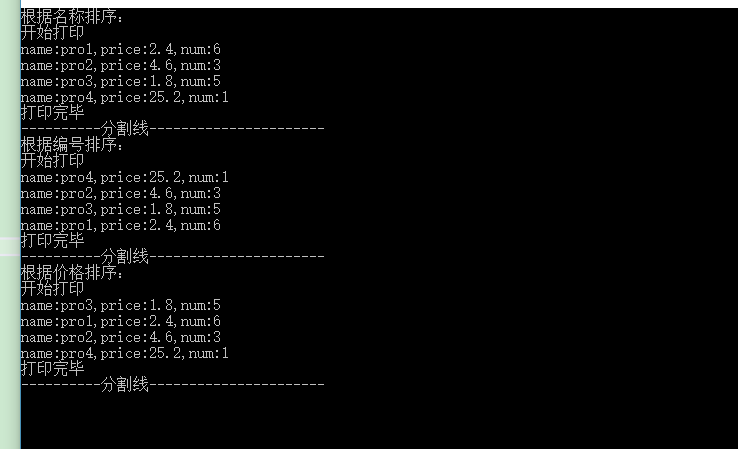 根据名称排序：
开始打印
name:pro1,price:2.4,num:6
name:pro2,price:4.6,num:3
name:pro3,price:1.8,num:5
name:pro4,price:25.2,num:1
打印完毕
----------分割线----------------------
根据编号排序：
开始打印
name:pro4,price:25.2,num:1
name:pro2,price:4.6,num:3
name:pro3,price:1.8,num:5
name:pro1,price:2.4,num:6
打印完毕
----------分割线----------------------
根据价格排序：
开始打印
name:pro3,price:1.8,num:5
name:pro1,price:2.4,num:6
name:pro2,price:4.6,num:3
name:pro4,price:25.2,num:1
打印完毕
----------分割线----------------------